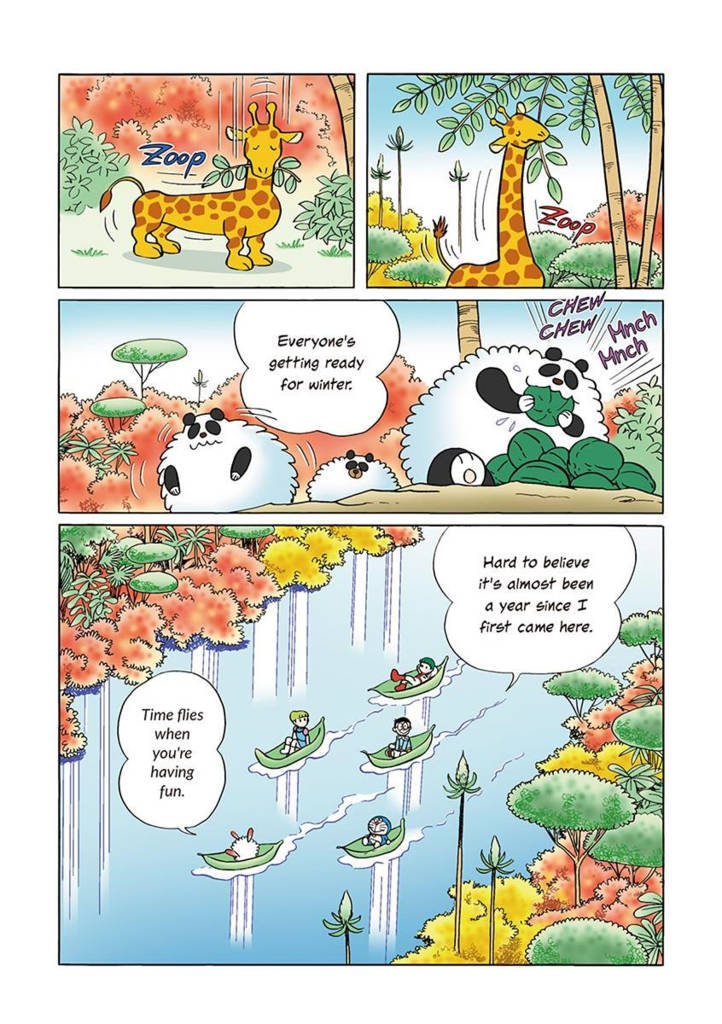 Zoop
Zoop
Everyone's
getting ready
for winter.
CHEW
CHEW
Mnch
Mnch
Hard to believe
it's almost been
a year since I
first came here.
Time flies
when
you're
having
fun.